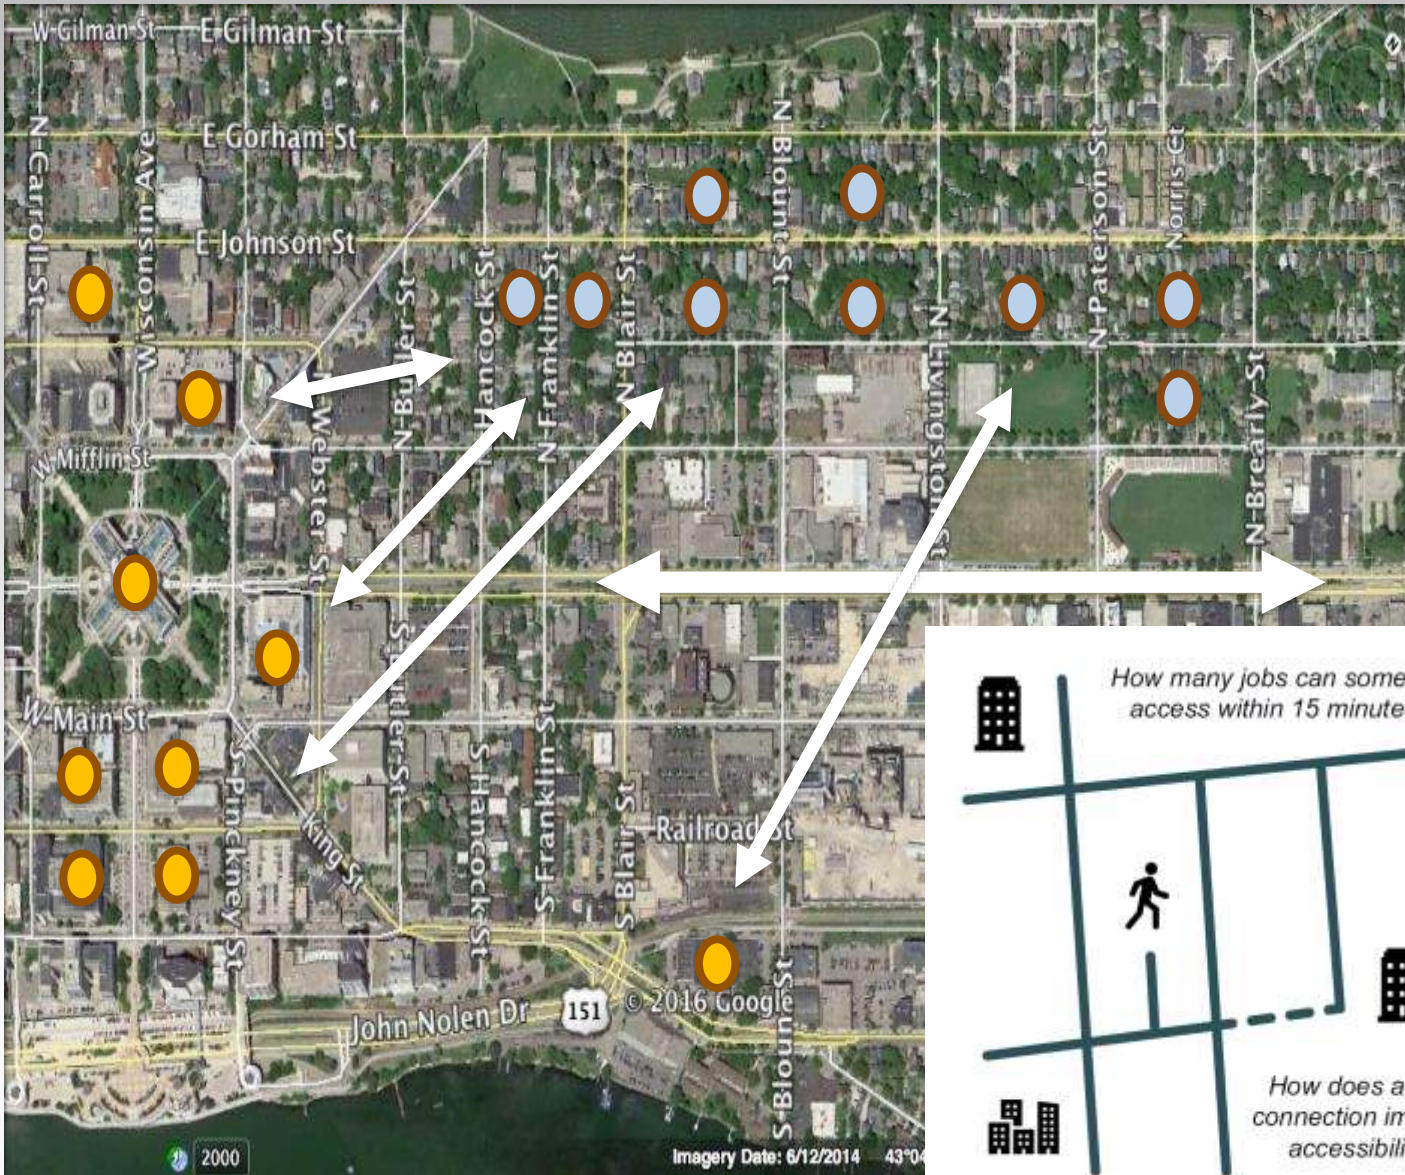 W Gilman St
E Gilman St
E Gorham St
N Carroll St
Wisconsin Ave
N Blount St
N Paterson St
Norris Ct
E Johnson St
N Butler St
N Hancock St
N Franklin St
N Blair St
N Livingston St
N Brearly St
N Webster St
W Mifflin St
W Main St
S Pinckney St
King St
S Butler St
S Hancock St
S Franklin St
S Blair St
Railroad St
S Blount St
John Nolen Dr
151
© 2016 Google
2000
Imagery Date: 6/12/2014 43°04
How many jobs can some
access within 15 minute
How does a
connection im
accessibili